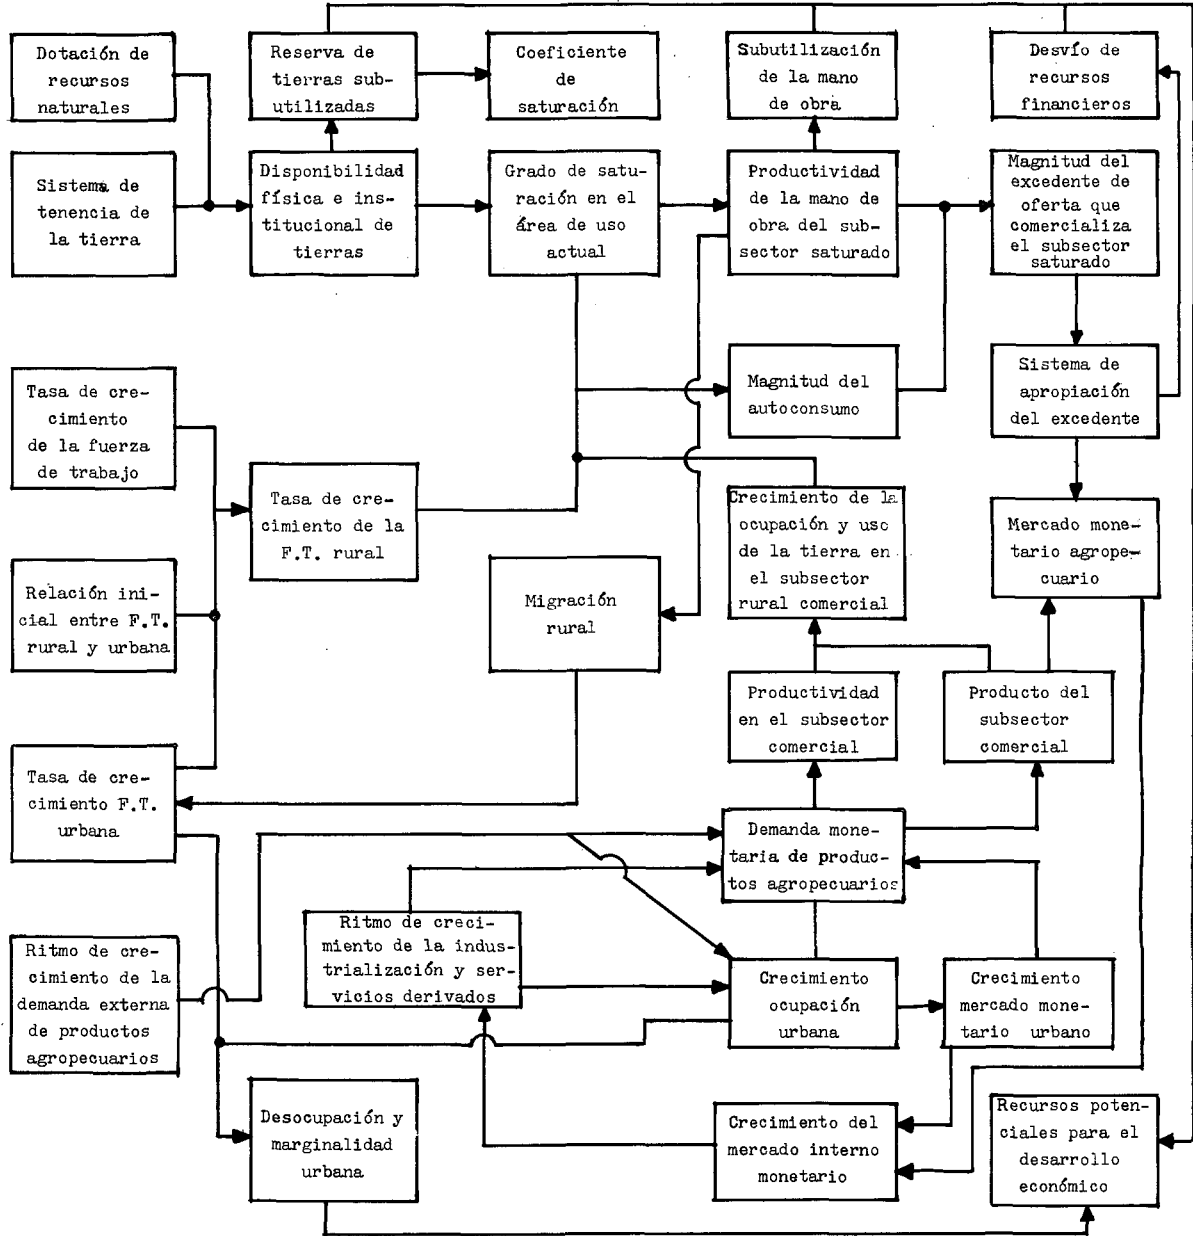 Dotación de
recursos
naturales
Reserva de
tierras sub-
utilizadas
Coeficiente
de
saturación
Subutilización
de la mano
de obra
Desvío de
recursos
financieros
Sistema de
tenencia de
la tierra
Disponibilidad
física e ins-
titucional de
tierras
Grado de satu-
ración en el
área de uso
actual
Productividad
de la mano de
obra del sub-
sector saturado
Magnitud del
excedente de
oferta que
comercializa
el subsector
saturado
Tasa de cre-
cimiento
de la fuerza
de trabajo
Magnitud del
autoconsumo
Sistema de
apropiación
del excedente
Tasa de cre-
cimiento de la
F.T. rural
Crecimiento de la
ocupación y uso
de la tierra en
el subsector
rural comercial
Mercado mone-
tario agrope-
cuario
Relación ini-
cial entre F.T.
rural y urbana
Migración
rural
Productividad
en el subsector
comercial
Producto del
subsector
comercial
Tasa de cre-
cimiento F.T.
urbana
Demanda mone-
taria de produc-
tos agropecuarios
Ritmo de creci-
miento de la indus-
trialización y ser-
vicios derivados
Ritmo de cre-
cimiento de la
demanda externa
de productos
agropecuarios
Crecimiento
ocupación
urbana
Crecimiento
mercado mone-
tario urbano
Desocupación y
marginalidad
urbana
Crecimiento del
mercado interno
monetario
Recursos poten-
ciales para el
desarrollo
económico